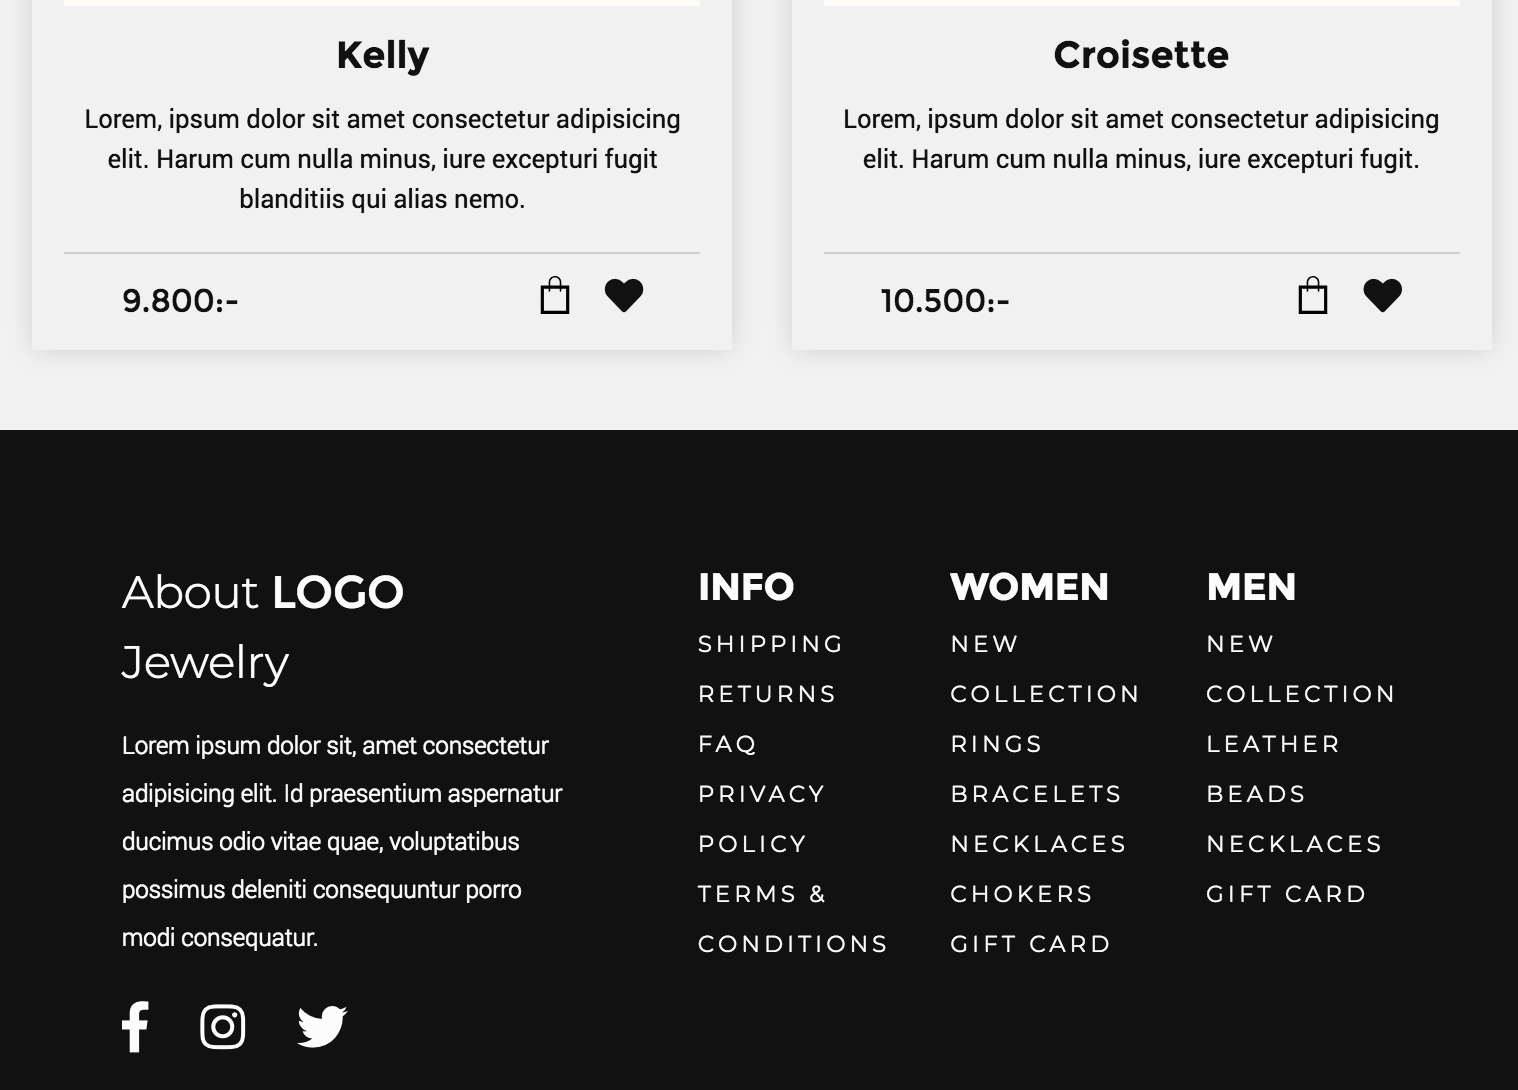 Kelly
Lorem, ipsum dolor sit amet consectetur adipisicing
elit. Harum cum nulla minus, iure excepturi fugit
blanditiis qui alias nemo.
9.800:-
Croisette
Lorem, ipsum dolor sit amet consectetur adipisicing
elit. Harum cum nulla minus, iure excepturi fugit.
10.500:-
About LOGO
Jewelry
Lorem ipsum dolor sit, amet consectetur
adipisicing elit. Id praesentium aspernatur
ducimus odio vitae quae, voluptatibus
possimus deleniti consequuntur porro
modi consequatur.
INFO
SHIPPING
RETURNS
FAQ
PRIVACY
POLICY
TERMS &
CONDITIONS
WOMEN
NEW
COLLECTION
RINGS
BRACELETS
NECKLACES
CHOKERS
GIFT CARD
MEN
NEW
COLLECTION
LEATHER
BEADS
NECKLACES
GIFT CARD